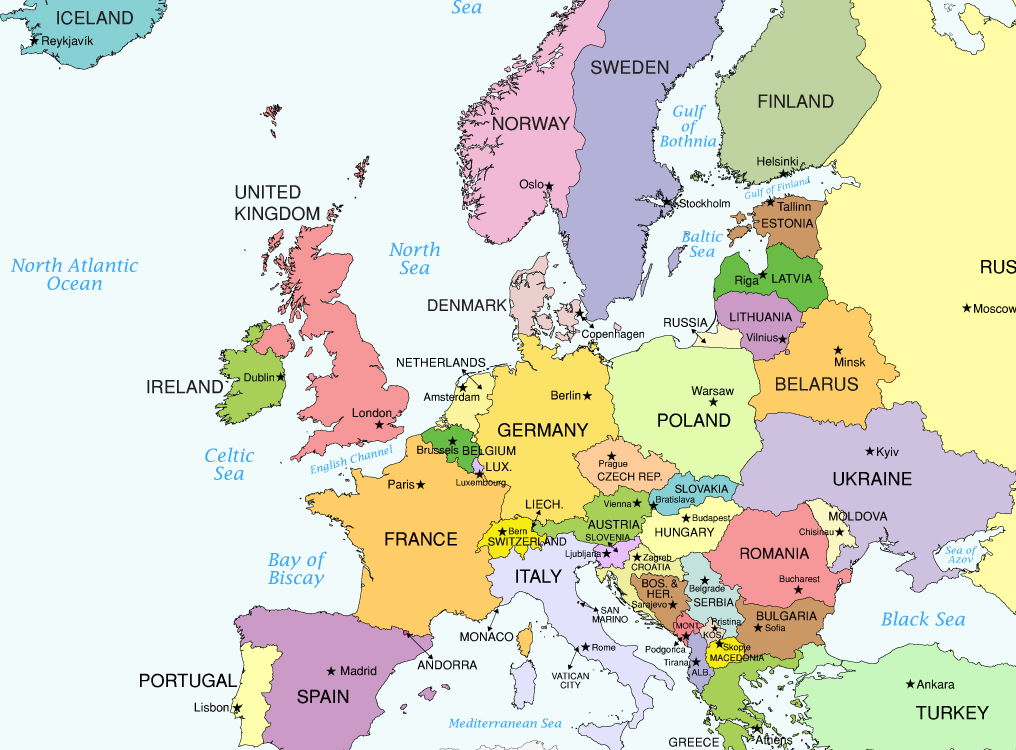 Sea
ICELAND
Reykjavík
SWEDEN
NORWAY
FINLAND
Gulf
of
Bothnia
Helsinki
Oslo
Gulf of Finland
UNITED
KINGDOM
Stockholm
Tallinn
ESTONIA
North
Sea
Baltic
Sea
North Atlantic
Ocean
RUS
Riga
LATVIA
DENMARK
Moscow
LITHUANIA
RUSSIA
Copenhagen
Vilnius
NETHERLANDS
Minsk
IRELAND
Dublin
BELARUS
Amsterdam
Berlin
Warsaw
London
POLAND
GERMANY
English Channel
Brussels
BELGIUM
Kyiv
Celtic
Sea
LUX.
Prague
CZECH REP.
UKRAINE
Paris
Luxembourg
SLOVAKIA
Bratislava
Vienna
LIECH.
MOLDOVA
Budapest
AUSTRIA
Bern
SWITZERLAND
SLOVENIA
HUNGARY
Chisinau
FRANCE
Ljubljana
Zagreb
CROATIA
ROMANIA
Sea of
Azov
Bay of
Biscay
ITALY
Bucharest
BOS. &
HER.
Belgrade
SERBIA
Sarajevo
SAN
MARINO
BULGARIA
Black Sea
MONT.
Pristina
KOS.
Sofia
MONACO
Rome
Podgorica
Skopje
MACEDONIA
Tirana
ALB.
ANDORRA
VATICAN
CITY
Madrid
PORTUGAL
SPAIN
Lisbon
Ankara
TURKEY
Mediterranean Sea
GREECE
Athens